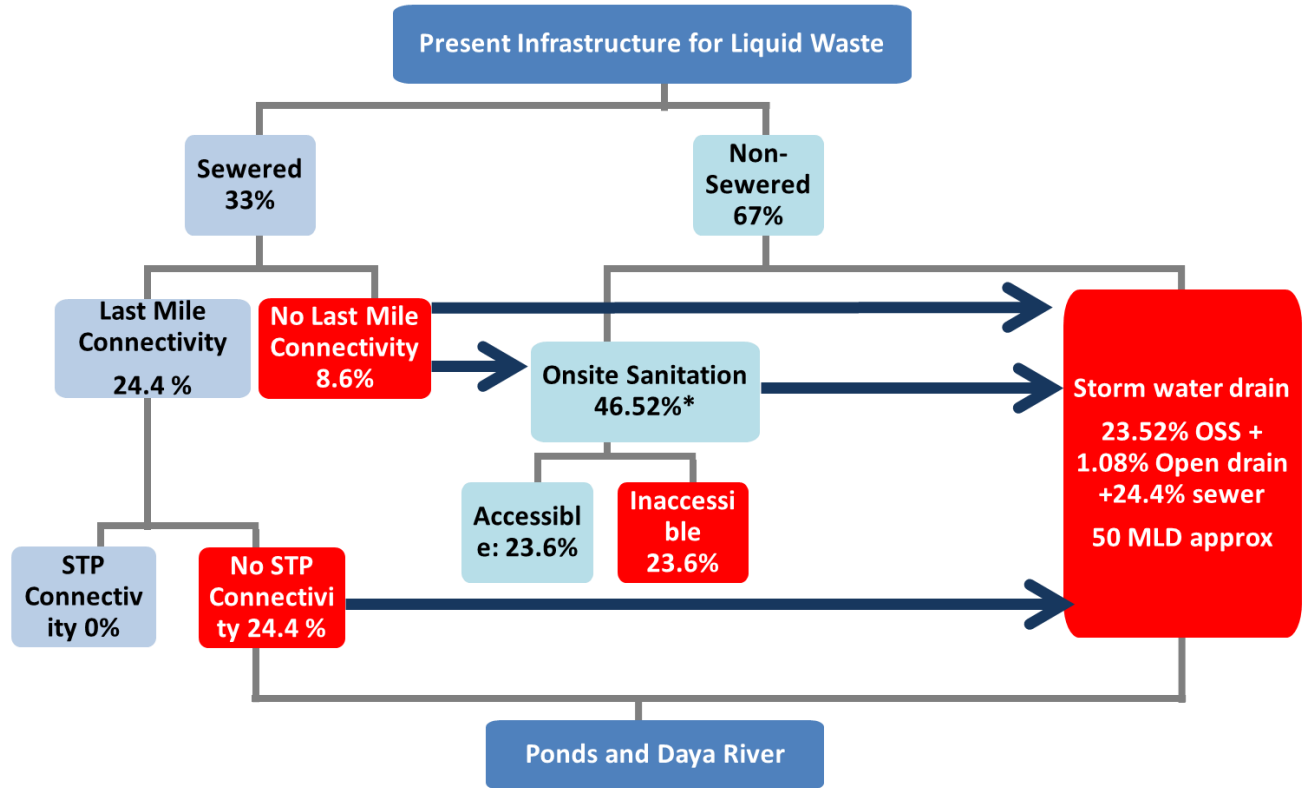 Present Infrastructure for Liquid Waste
Sewered
33%
Non-
Sewered
67%
Last Mile
Connectivity
24.4 %
No Last Mile
Connectivity
8.6%
Onsite Sanitation
46.52%*
Storm water drain
23.52% OSS +
1.08% Open drain
+24.4% sewer
50 MLD approx
Accessibl
e: 23.6%
Inaccessi
ble
23.6%
STP
Connectiv
ity 0%
No STP
Connectivi
ty 24.4 %
Ponds and Daya River